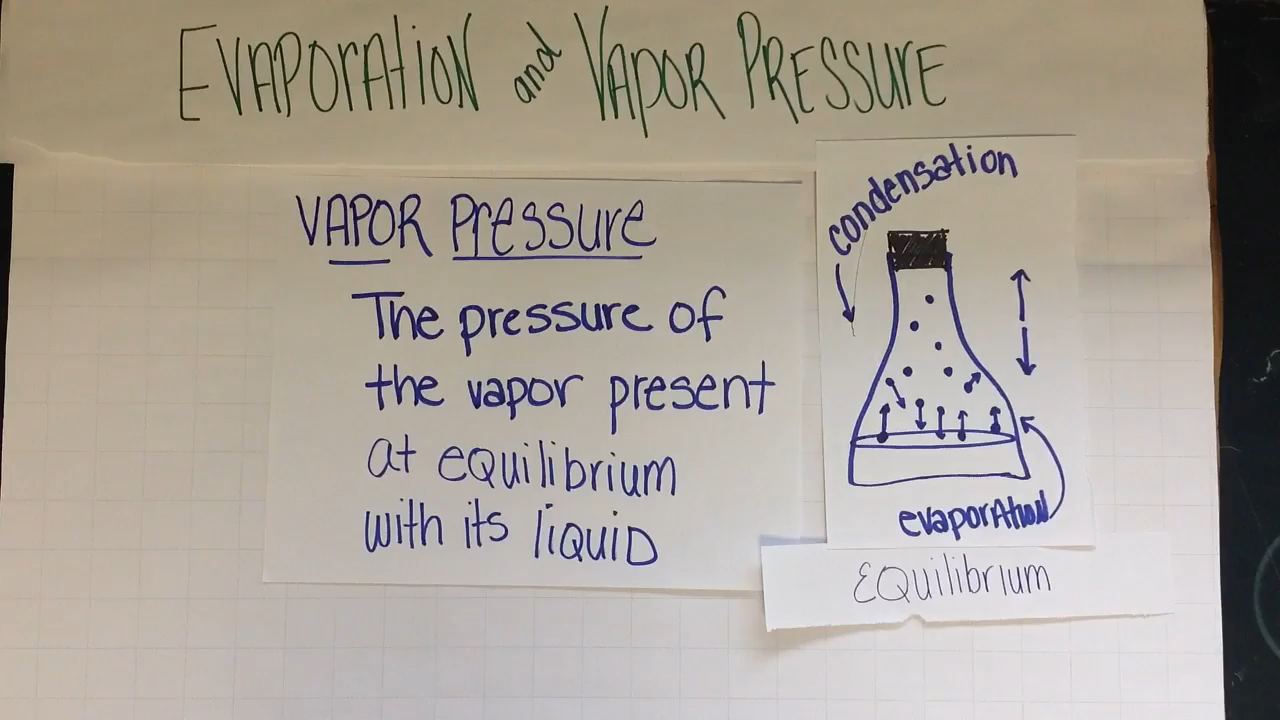 EVAPOrAtioN and VAPOR PRESSURE
VAPOR Pressure
The pressure of
the vapor present
at equilibrium
with its liquiD
condensation
evaporAtioN
EQuilibrium